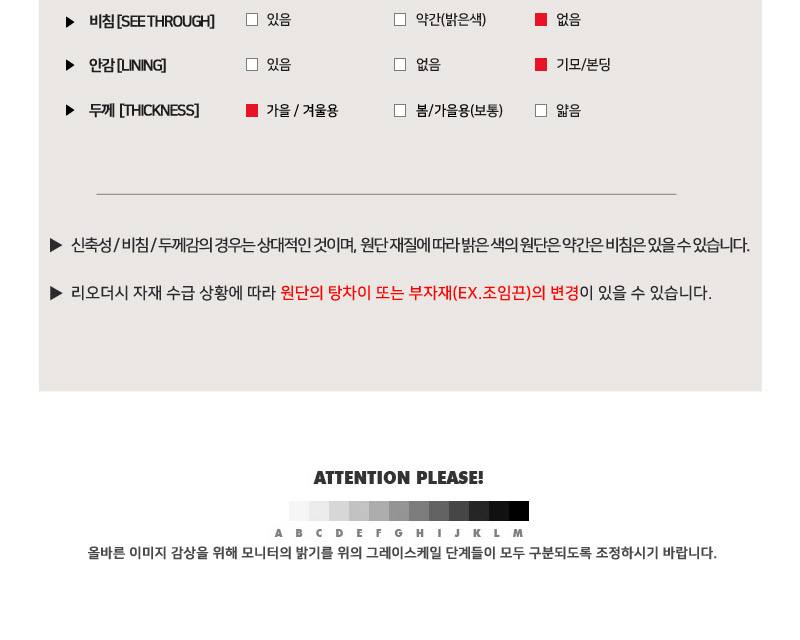 ▶ 비침[SEE THROUGH] □ 있음 □ 약간(밝은색) ■ 없음
▶ 안감[LINING] □ 있음 □ 없음 ■ 기모/본딩
▶ 두께 [THICKNESS] ■ 가을 / 겨울용 □ 봄/가을용(보통) □ 얇음
▶ 신축성 / 비침 / 두께감의 경우는 상대적인 것이며, 원단 재질에 따라 밝은 색의 원단은 약간은 비침은 있을 수 있습니다.
▶ 리오더시 자재 수급 상황에 따라 원단의 탕차이 또는 부자재(EX.조임끈)의 변경이 있을 수 있습니다.
ATTENTION PLEASE!
A B C D E F G H I J K L M
올바른 이미지 감상을 위해 모니터의 밝기를 위의 그레이스케일 단계들이 모두 구분되도록 조정하시기 바랍니다.